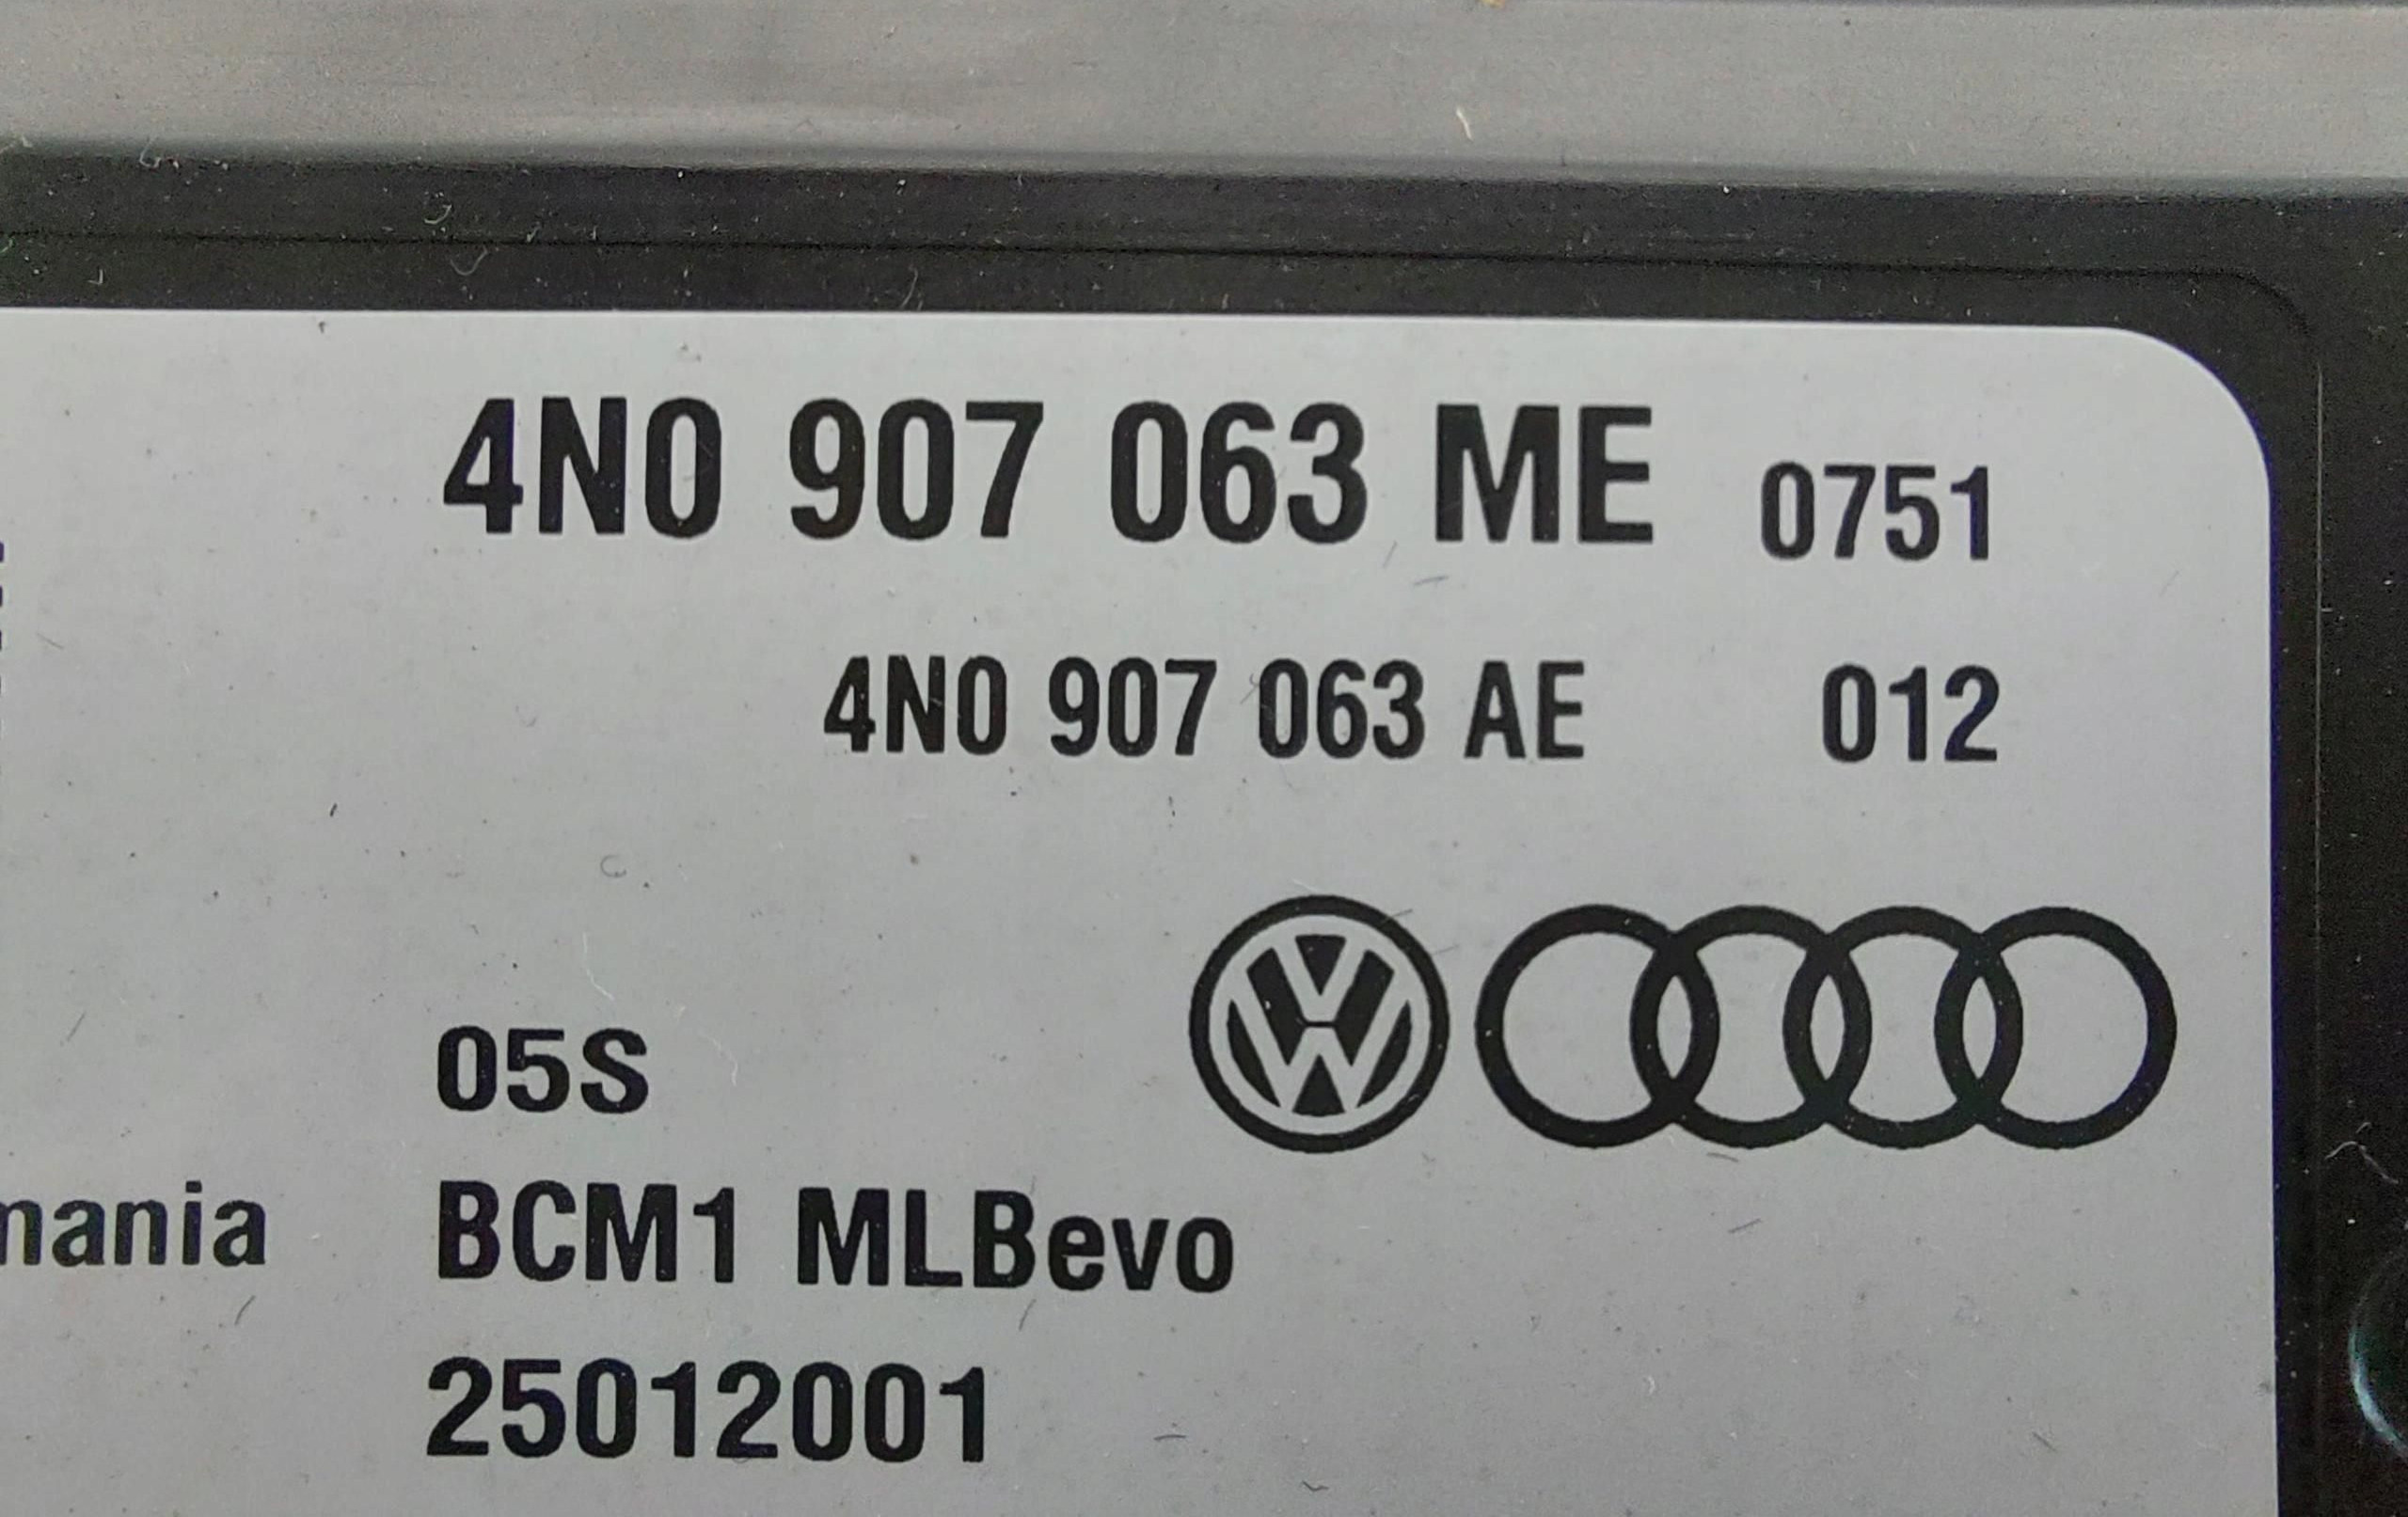 4N0 907 063 ME 0751
4N0 907 063 AE 012
05S
mania BCM1 MLBevo
25012001